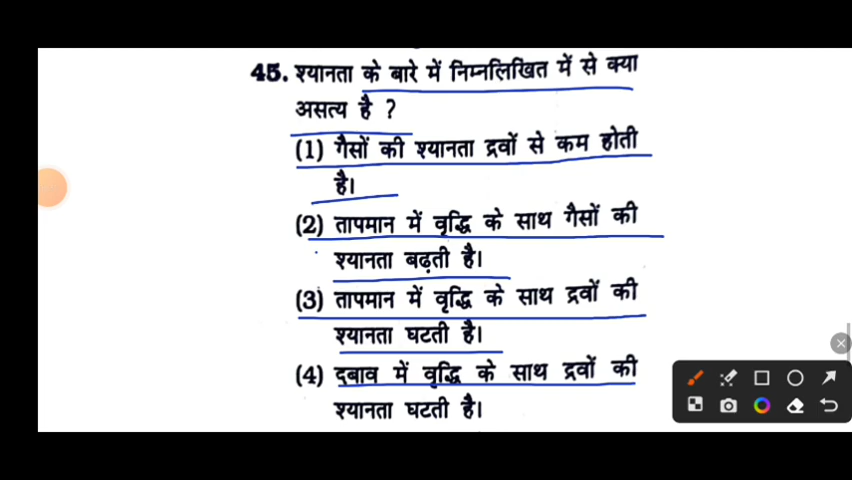 45. श्यानता के बारे में निम्नलिखित में से क्या
असत्य है ?
(1) गैसों की श्यानता द्रवों से कम होती
है।
(2) तापमान में वृद्धि के साथ गैसों की
श्यानता बढ़ती है।
(3) तापमान में वृद्धि के साथ द्रवों की
श्यानता घटती है।
(4) दबाव में वृद्धि के साथ द्रवों की
श्यानता घटती है।